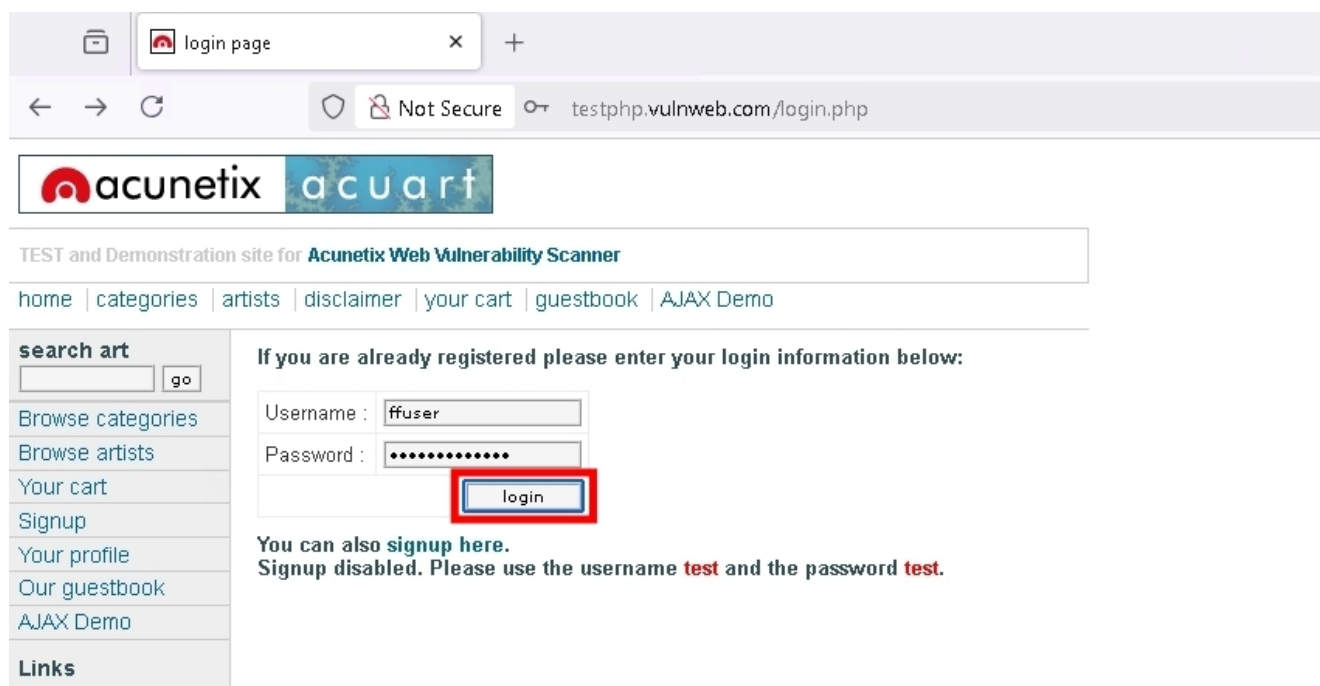 login page
Not Secure testphp.vulnweb.com/login.php
acunetix acuart
TEST and Demonstration site for Acunetix Web Vulnerability Scanner
home | categories | artists | disclaimer | your cart | guestbook | AJAX Demo
search art
go
Browse categories
Browse artists
Your cart
Signup
Your profile
Our guestbook
AJAX Demo
Links
If you are already registered please enter your login information below:
Username : ffuser
Password : •••••••••••••
login
You can also signup here.
Signup disabled. Please use the username test and the password test.